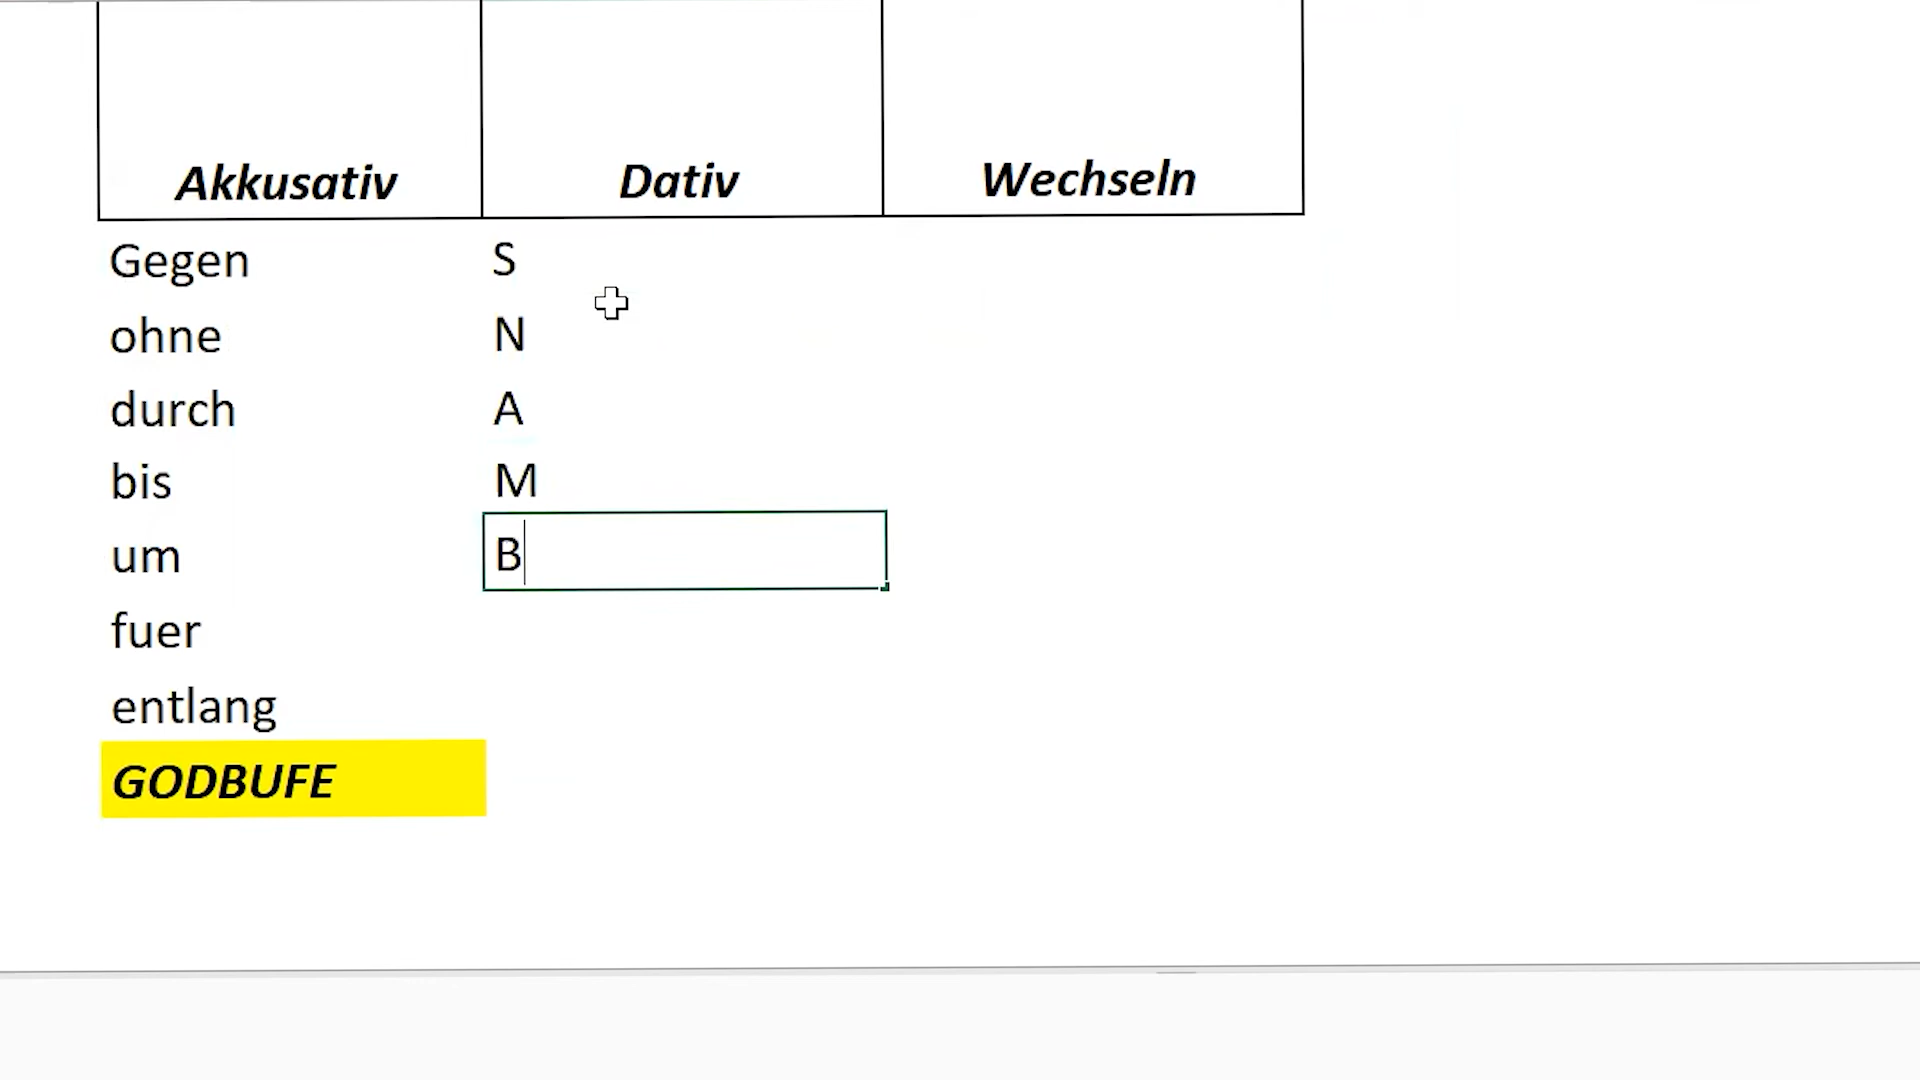 Akkusativ Dativ Wechseln
Gegen S
ohne N
durch A
bis M
um B
fuer
entlang
GODBUFE